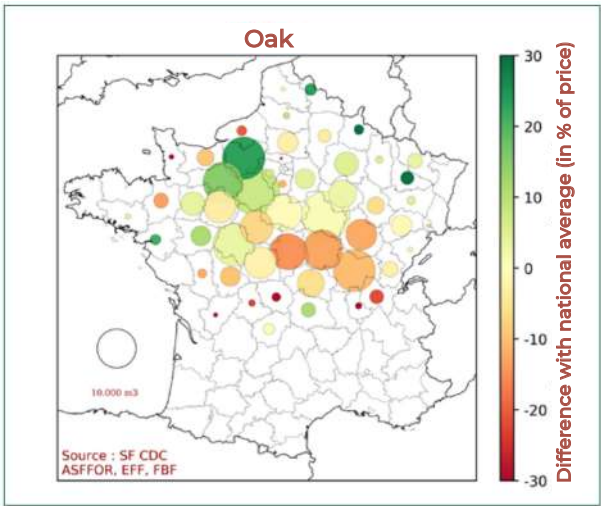 Oak
30
20
10
0
-10
-20
-30
Difference with national average (in % of price)
10.000 m3
Source : SF CDC
ASFFOR, EFF, FBF